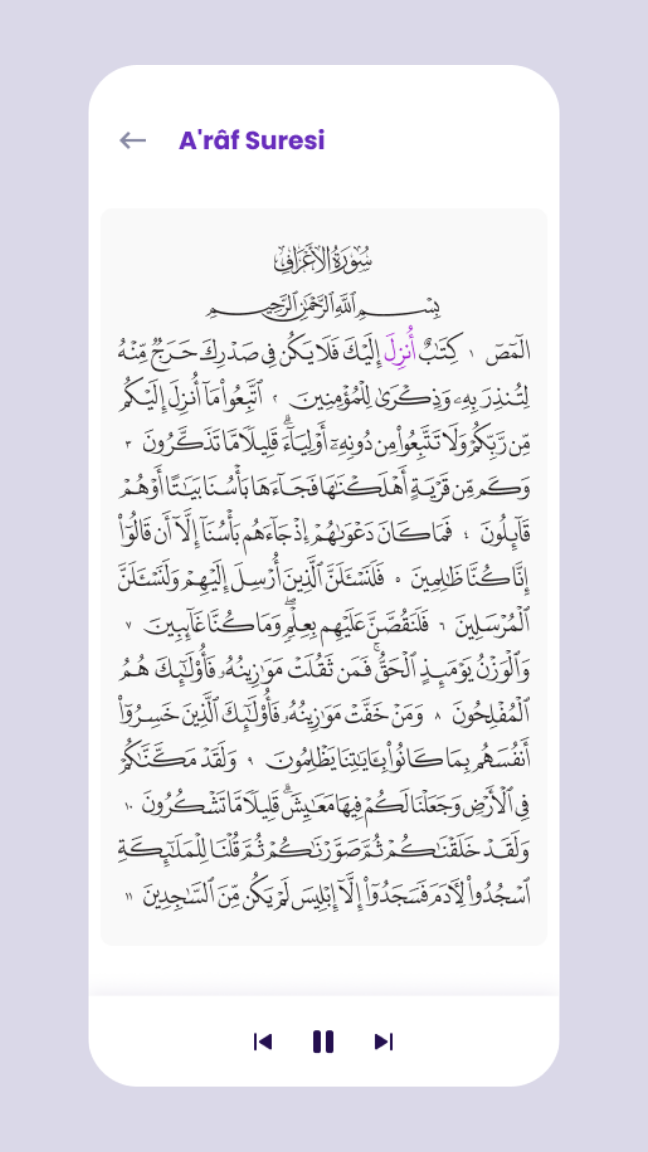 A'râf Suresi
سُورَةُ الأَعْرَافِ
بِسْمِ ٱللَّهِ ٱلرَّحْمَٰنِ ٱلرَّحِيمِ
الٓمٓصٓ ١ كِتَٰبٌ أُنزِلَ إِلَيْكَ فَلَا يَكُن فِي صَدْرِكَ حَرَجٌ مِّنْهُ
لِتُنذِرَ بِهِۦ وَذِكْرَىٰ لِلْمُؤْمِنِينَ ٢ ٱتَّبِعُوا۟ مَآ أُنزِلَ إِلَيْكُم
مِّن رَّبِّكُمْ وَلَا تَتَّبِعُوا۟ مِن دُونِهِۦٓ أَوْلِيَآءَۗ قَلِيلًا مَّا تَذَكَّرُونَ ٣
وَكَم مِّن قَرْيَةٍ أَهْلَكْنَٰهَا فَجَآءَهَا بَأْسُنَا بَيَٰتًا أَوْ هُمْ
قَآئِلُونَ ٤ فَمَا كَانَ دَعْوَىٰهُمْ إِذْ جَآءَهُم بَأْسُنَآ إِلَّآ أَن قَالُوٓا۟
إِنَّا كُنَّا ظَٰلِمِينَ ٥ فَلَنَسْـَٔلَنَّ ٱلَّذِينَ أُرْسِلَ إِلَيْهِمْ وَلَنَسْـَٔلَنَّ
ٱلْمُرْسَلِينَ ٦ فَلَنَقُصَّنَّ عَلَيْهِم بِعِلْمٍۖ وَمَا كُنَّا غَآئِبِينَ ٧
وَٱلْوَزْنُ يَوْمَئِذٍ ٱلْحَقُّۚ فَمَن ثَقُلَتْ مَوَٰزِينُهُۥ فَأُو۟لَٰٓئِكَ هُمُ
ٱلْمُفْلِحُونَ ٨ وَمَنْ خَفَّتْ مَوَٰزِينُهُۥ فَأُو۟لَٰٓئِكَ ٱلَّذِينَ خَسِرُوٓا۟
أَنفُسَهُم بِمَا كَانُوا۟ بِـَٔايَٰتِنَا يَظْلِمُونَ ٩ وَلَقَدْ مَكَّنَّٰكُمْ
فِي ٱلْأَرْضِ وَجَعَلْنَا لَكُمْ فِيهَا مَعَٰيِشَۗ قَلِيلًا مَّا تَشْكُرُونَ ١٠
وَلَقَدْ خَلَقْنَٰكُمْ ثُمَّ صَوَّرْنَٰكُمْ ثُمَّ قُلْنَا لِلْمَلَٰٓئِكَةِ
ٱسْجُدُوا۟ لِـَٔادَمَ فَسَجَدُوٓا۟ إِلَّآ إِبْلِيسَ لَمْ يَكُن مِّنَ ٱلسَّٰجِدِينَ ١١